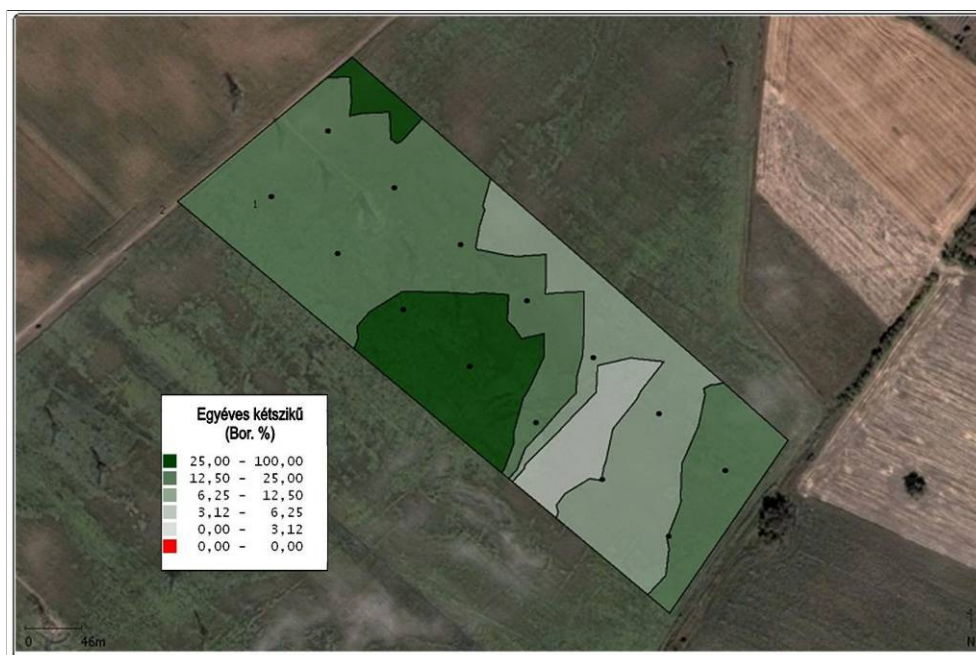 2
1
Egyéves kétszikű
(Bor. %)
25,00 - 100,00
12,50 - 25,00
6,25 - 12,50
3,12 - 6,25
0,00 - 3,12
0,00 - 0,00
0 46m
N